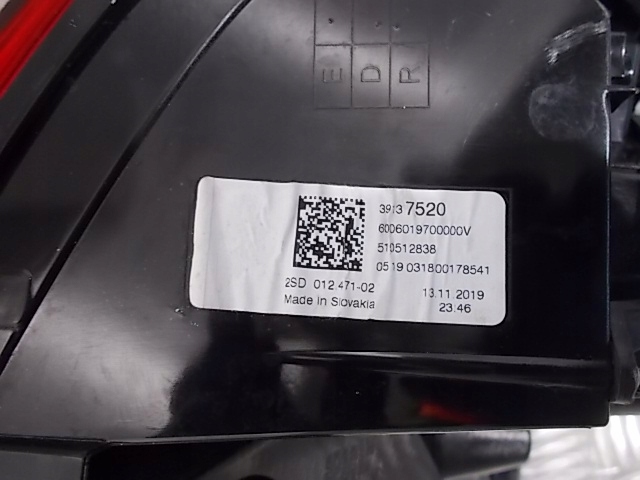 E D R
3913 7520
6006019700000V
510512838
0519 031800178541
2SD 012.471-02
Made in Slovakia
13.11.2019
23:46